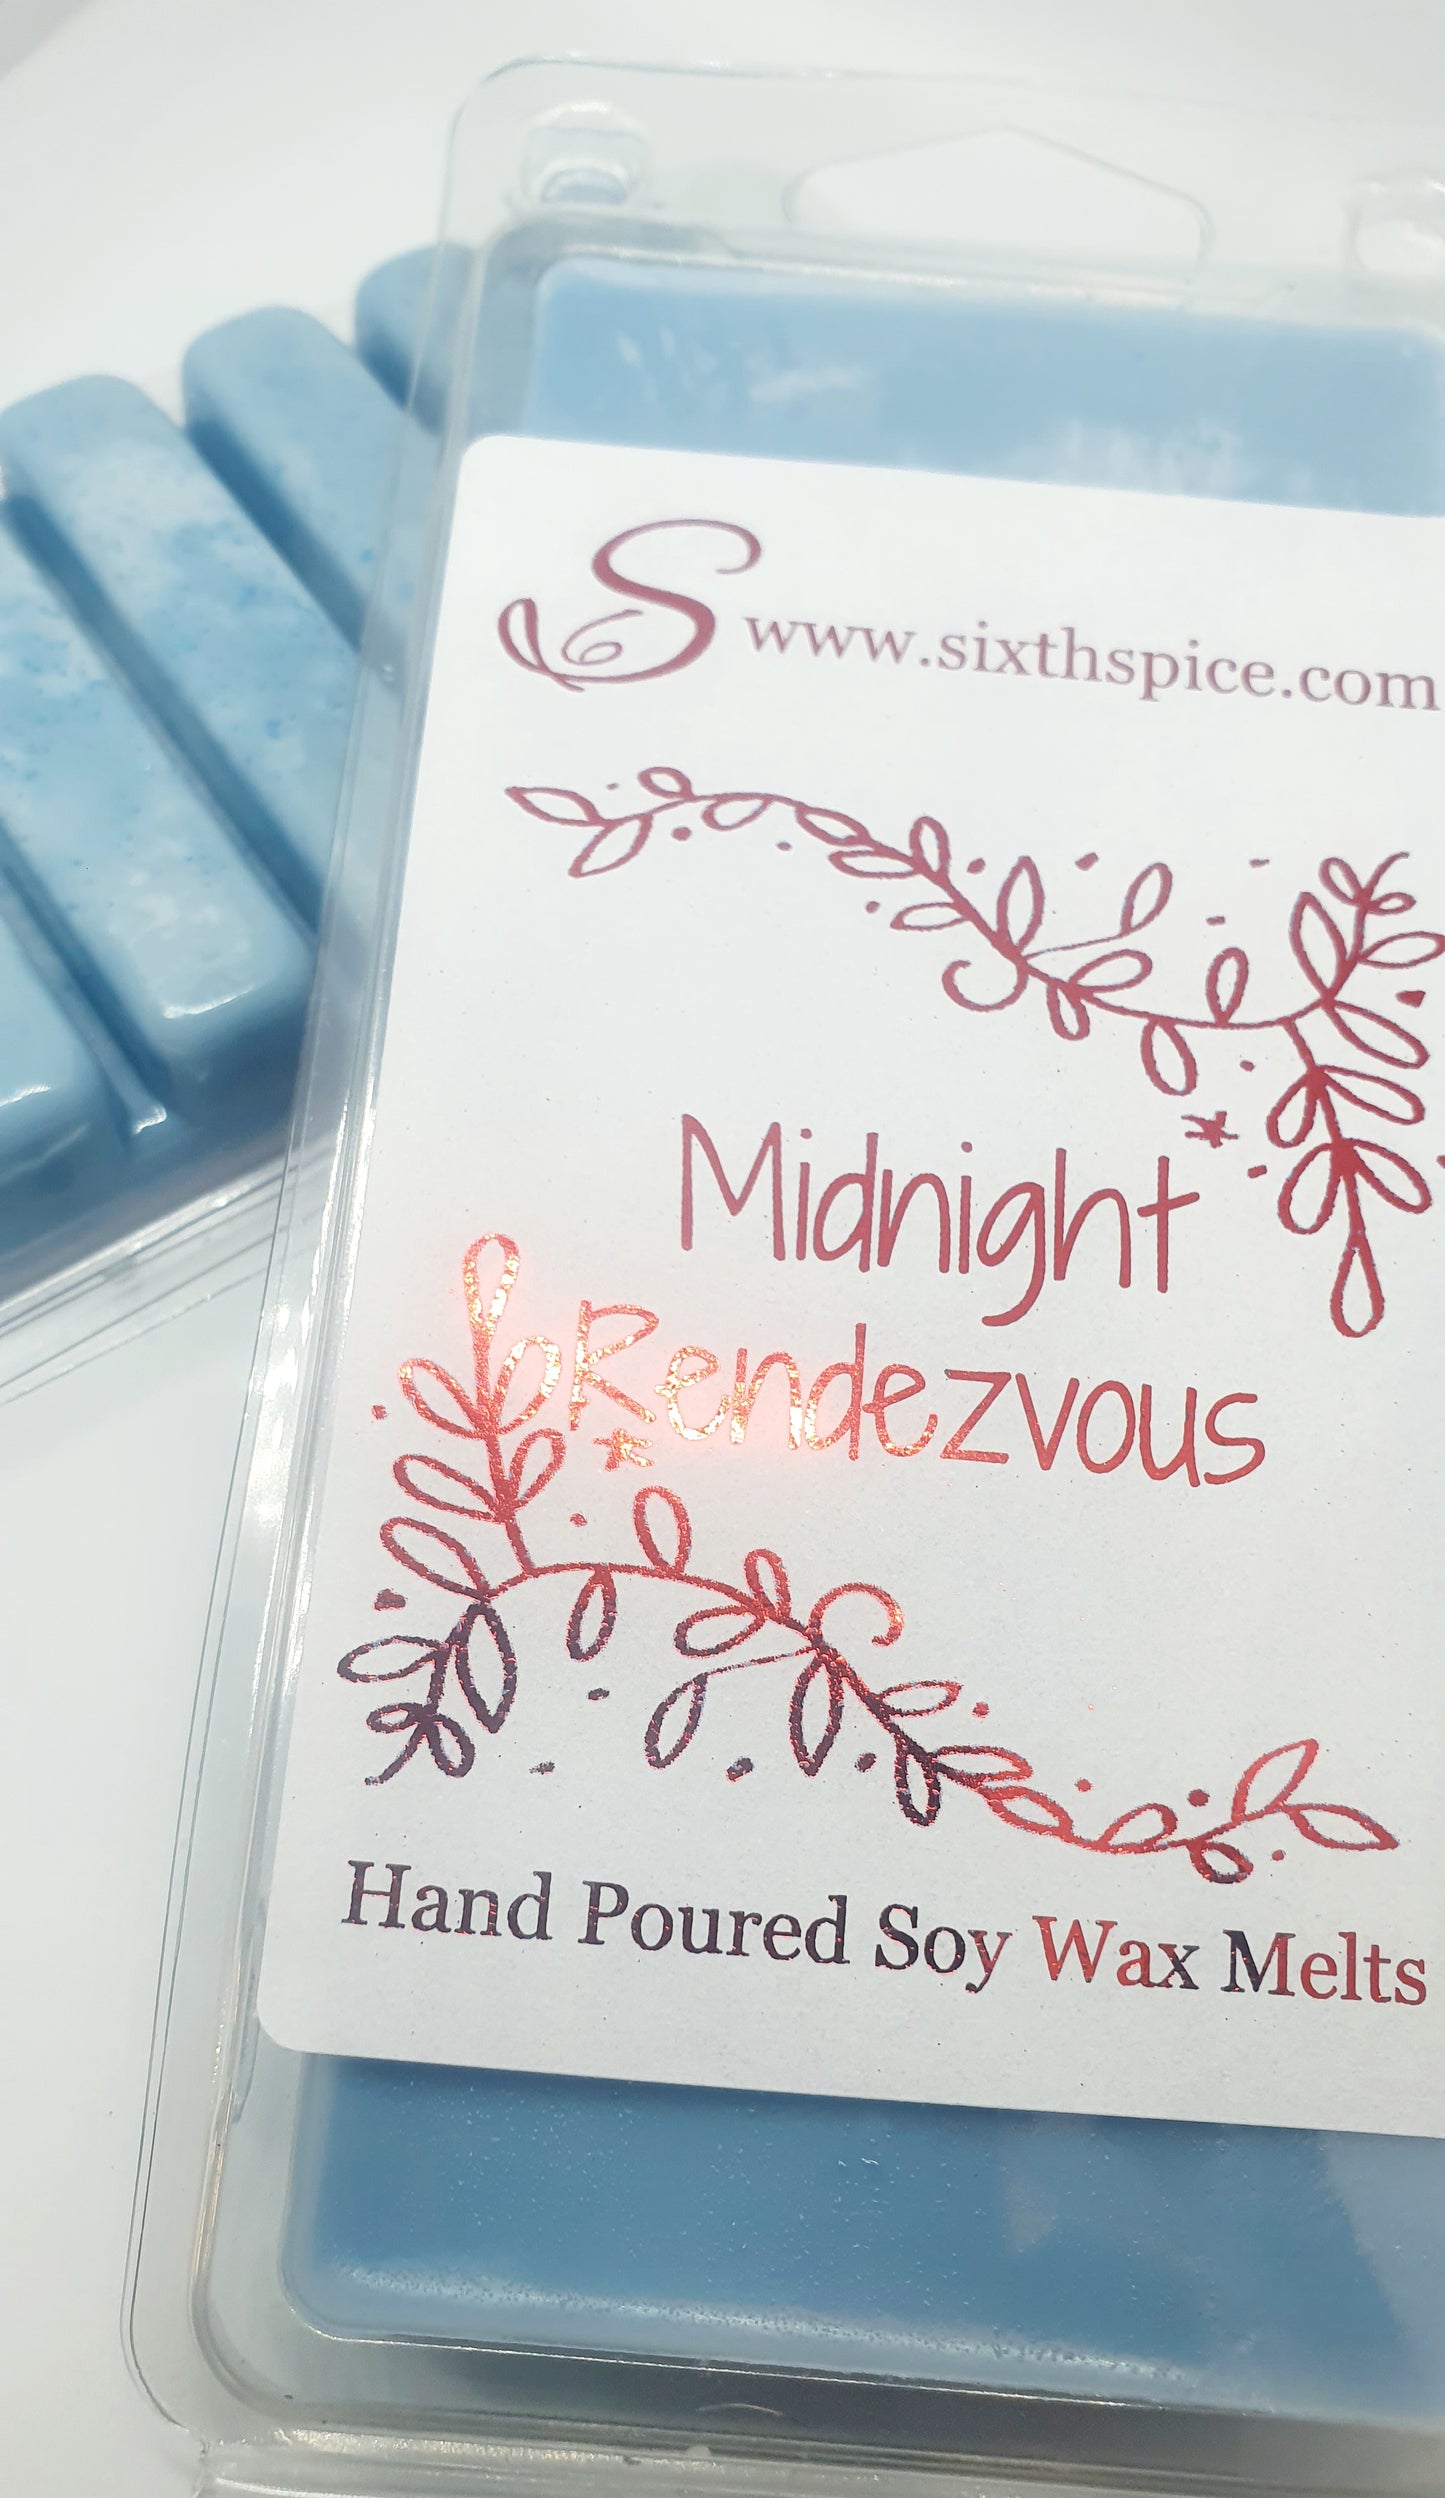 S www.sixthspice.com
Midnight
Rendezvous
Hand Poured Soy Wax Melts